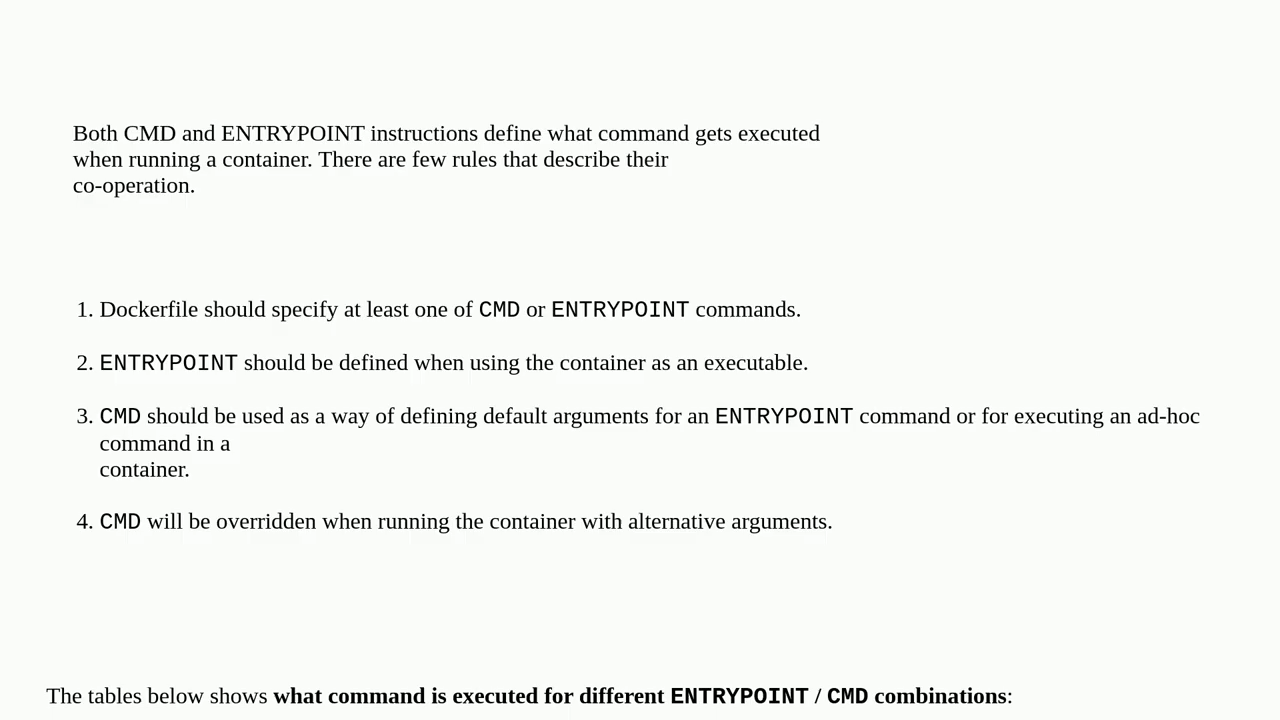 Both CMD and ENTRYPOINT instructions define what command gets executed
when running a container. There are few rules that describe their
co-operation.
1. Dockerfile should specify at least one of CMD or ENTRYPOINT commands.
2. ENTRYPOINT should be defined when using the container as an executable.
3. CMD should be used as a way of defining default arguments for an ENTRYPOINT command or for executing an ad-hoc
command in a
container.
4. CMD will be overridden when running the container with alternative arguments.
The tables below shows what command is executed for different ENTRYPOINT / CMD combinations: